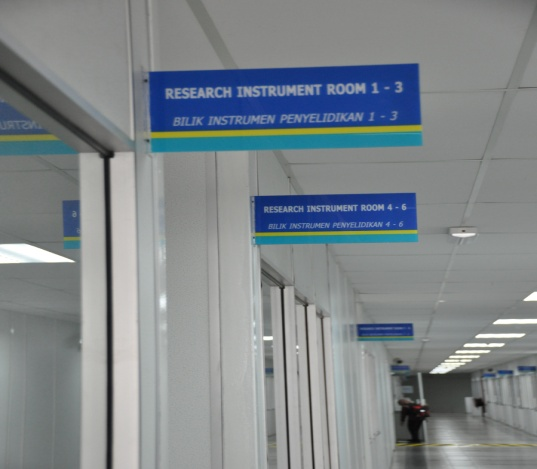 RESEARCH INSTRUMENT ROOM 1 - 3
BILIK INSTRUMEN PENYELIDIKAN 1 - 3
RESEARCH INSTRUMENT ROOM 4 - 6
BILIK INSTRUMEN PENYELIDIKAN 4 - 6